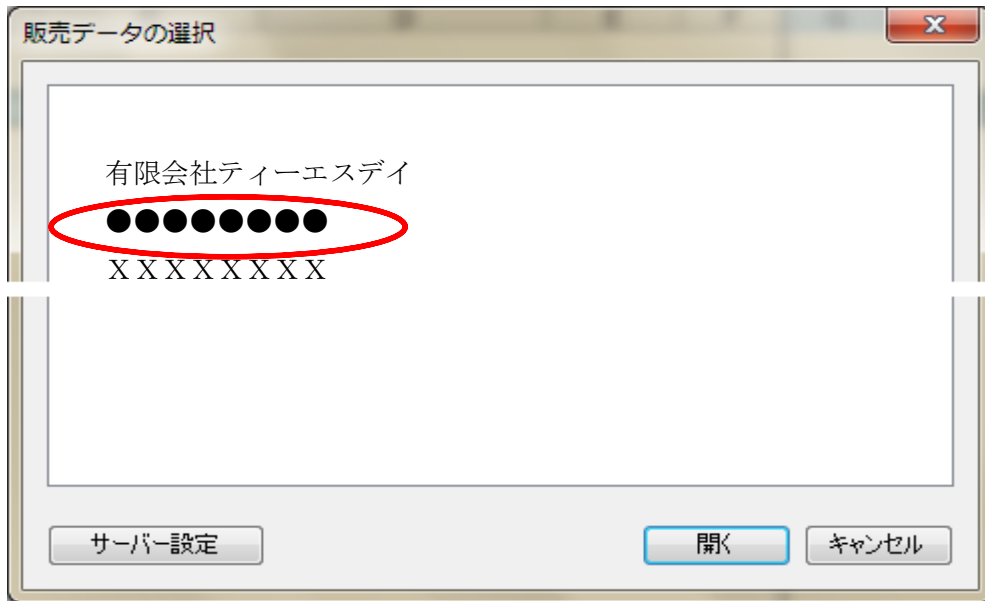 販売データの選択
有限会社ティーエスデイ
●●●●●●●●
ＸＸＸＸＸＸＸＸ
サーバー設定
開く
キャンセル